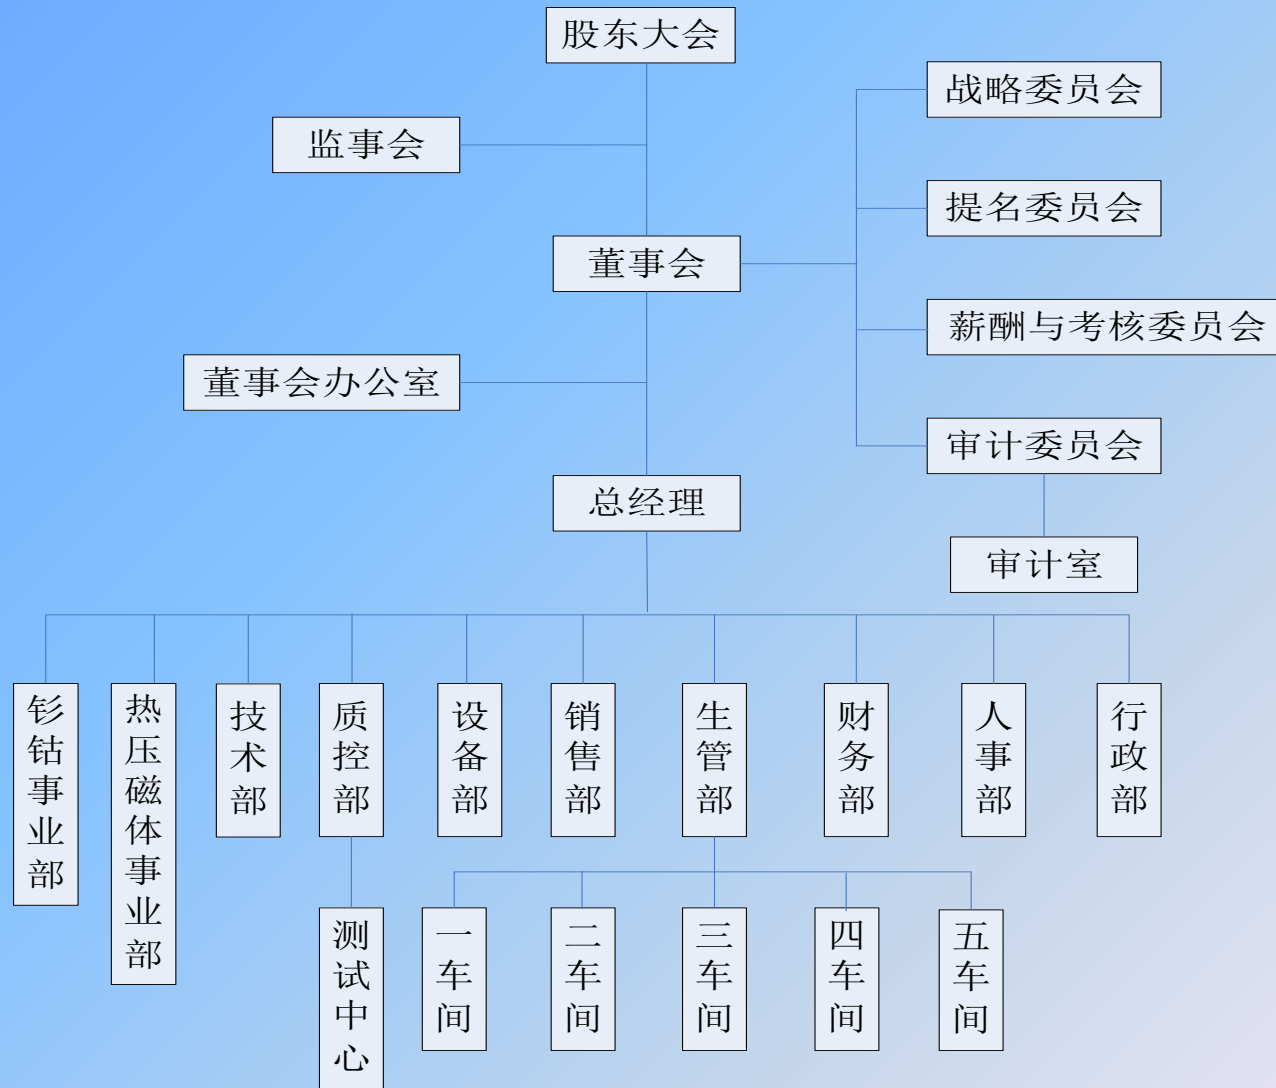 股东大会
战略委员会
监事会
提名委员会
董事会
薪酬与考核委员会
董事会办公室
审计委员会
总经理
审计室
钐钴事业部
热压磁体事业部
技术部
质控部
设备部
销售部
生管部
财务部
人事部
行政部
测试中心
一车间
二车间
三车间
四车间
五车间